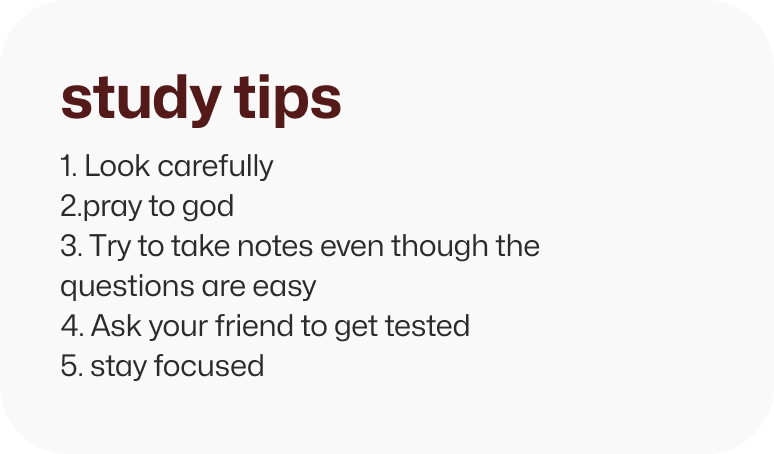 study tips
1. Look carefully
2.pray to god
3. Try to take notes even though the
questions are easy
4. Ask your friend to get tested
5. stay focused